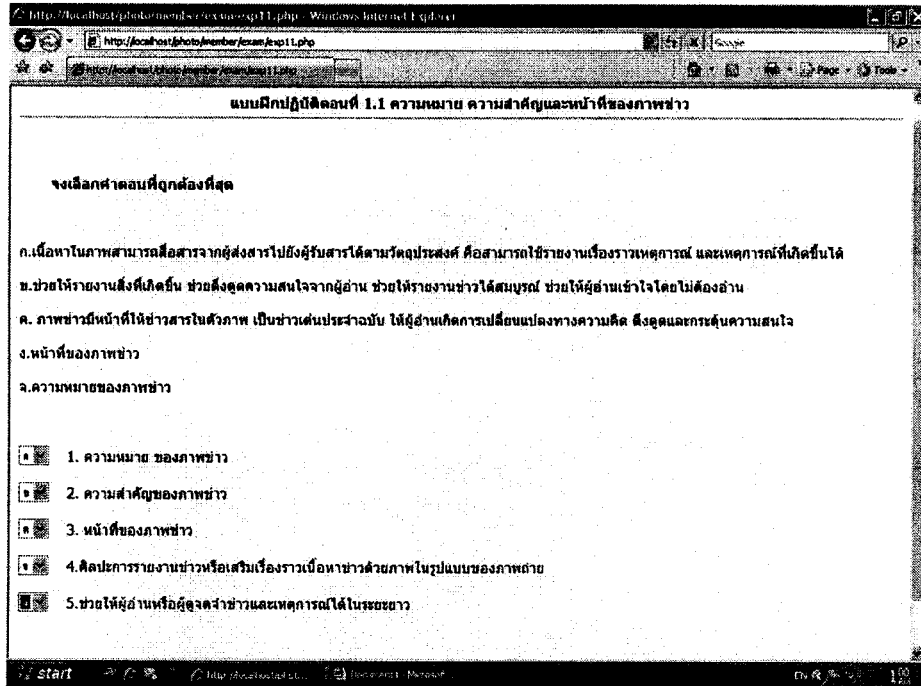 http://localhost/photo/member/exam/exp11.php - Windows Internet Explorer
http://localhost/photo/member/exam/exp11.php
Google
http://localhost/photo/member/exam/exp11.php
Page
Tools
แบบฝึกปฏิบัติตอนที่ 1.1 ความหมาย ความสำคัญและหน้าที่ของภาพข่าว
จงเลือกคำตอบที่ถูกต้องที่สุด
ก.เนื้อหาในภาพสามารถสื่อสารจากผู้ส่งสารไปยังผู้รับสารได้ตามวัตถุประสงค์ คือสามารถใช้รายงานเรื่องราวเหตุการณ์ และเหตุการณ์ที่เกิดขึ้นได้
ข.ช่วยให้รายงานสิ่งที่เกิดขึ้น ช่วยดึงดูดความสนใจจากผู้อ่าน ช่วยให้รายงานข่าวได้สมบูรณ์ ช่วยให้ผู้อ่านเข้าใจโดยไม่ต้องอ่าน
ค. ภาพข่าวมีหน้าที่ให้ข่าวสารในตัวภาพ เป็นข่าวเด่นประจำฉบับ ให้ผู้อ่านเกิดการเปลี่ยนแปลงทางความคิด ดึงดูดและกระตุ้นความสนใจ
ง.หน้าที่ของภาพข่าว
จ.ความหมายของภาพข่าว
1. ความหมาย ของภาพข่าว
2. ความสำคัญของภาพข่าว
3. หน้าที่ของภาพข่าว
4.ศิลปะการรายงานข่าวหรือเสริมเรื่องราวเนื้อหาข่าวด้วยภาพในรูปแบบของภาพถ่าย
5.ช่วยให้ผู้อ่านหรือผู้ดูจดจำข่าวและเหตุการณ์ได้ในระยะยาว
start
EN